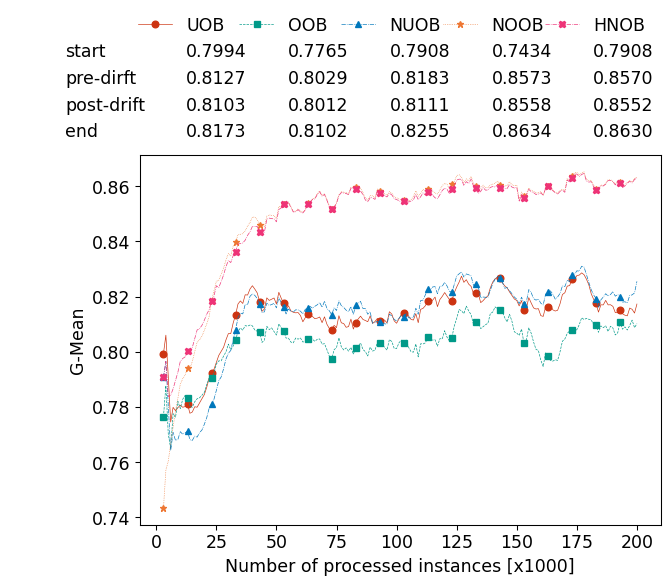 UOB OOB NUOB NOOB HNOB
start 0.7994 0.7765 0.7908 0.7434 0.7908
pre-dirft 0.8127 0.8029 0.8183 0.8573 0.8570
post-drift 0.8103 0.8012 0.8111 0.8558 0.8552
end 0.8173 0.8102 0.8255 0.8634 0.8630
0.86
0.84
0.82
0.80
0.78
0.76
0.74
G-Mean
0 25 50 75 100 125 150 175 200
Number of processed instances [x1000]